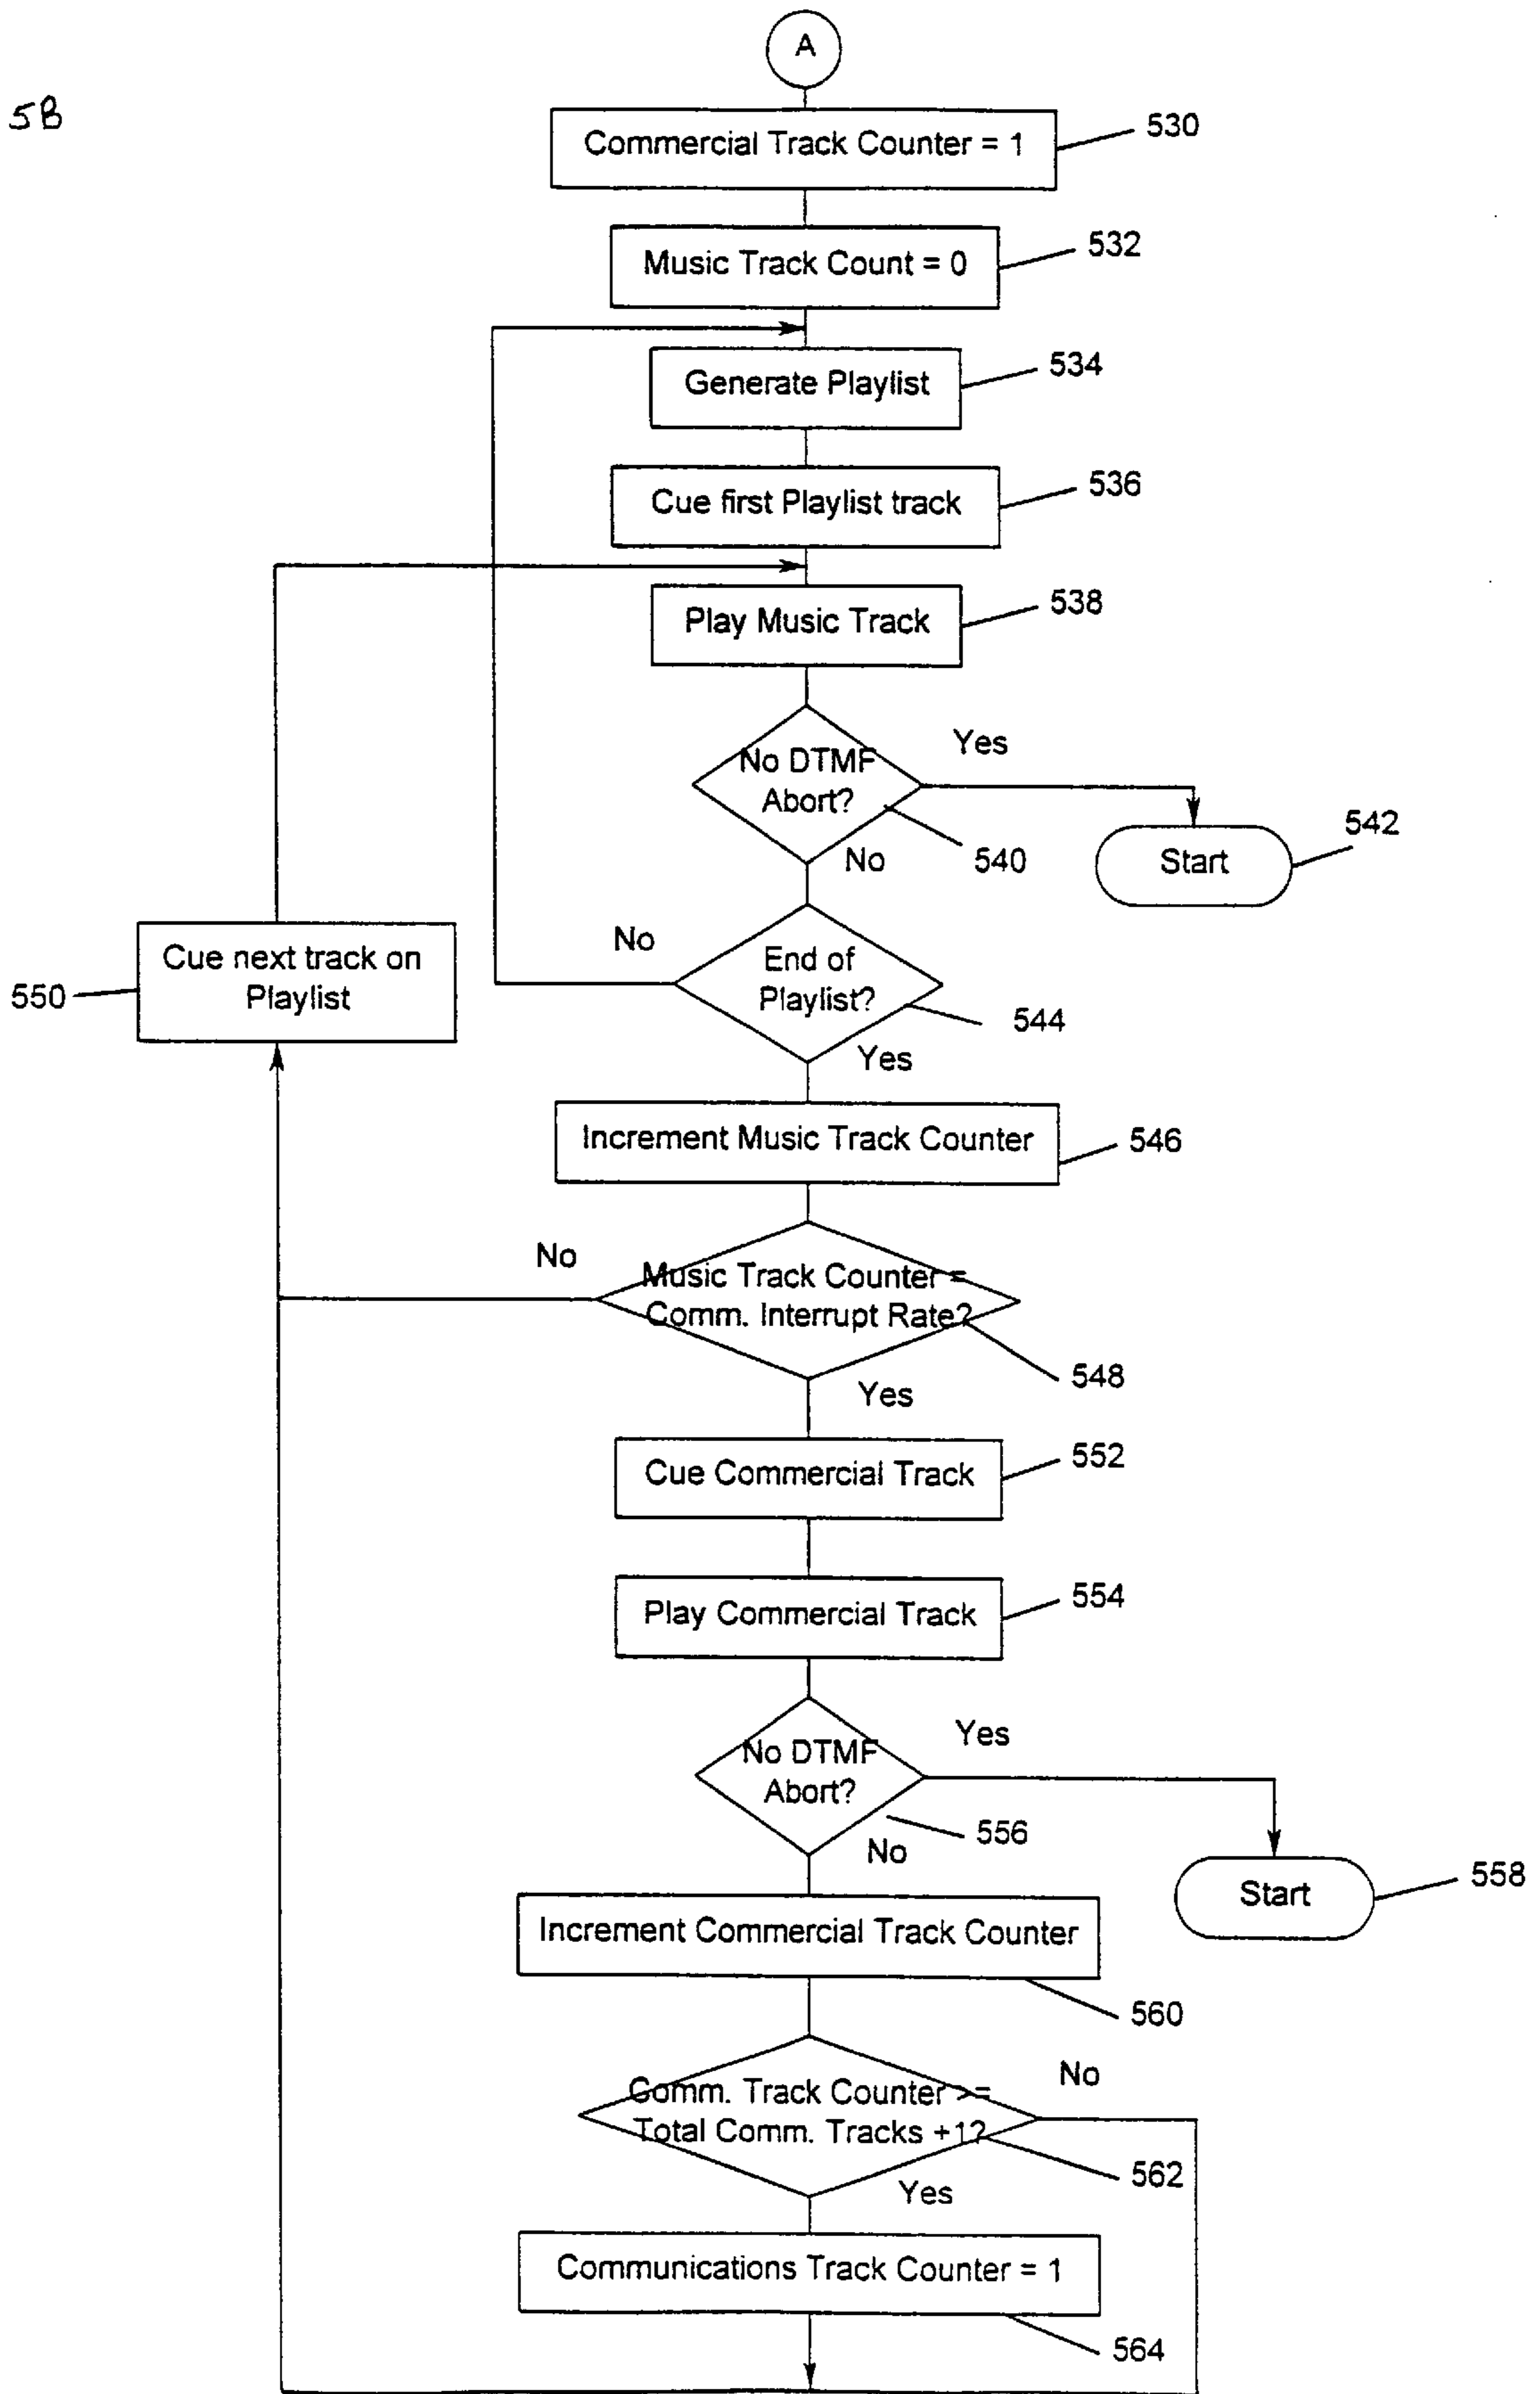 A
5B
Commercial Track Counter = 1
530
Music Track Count = 0
532
Generate Playlist
534
Cue first Playlist track
536
Play Music Track
538
No DTMF
Abort?
Yes
540
No
Start
542
Cue next track on
Playlist
550
No
End of
Playlist?
544
Yes
Increment Music Track Counter
546
No
Music Track Counter =
Comm. Interrupt Rate?
548
Yes
Cue Commercial Track
552
Play Commercial Track
554
No DTMF
Abort?
Yes
556
No
Start
558
Increment Commercial Track Counter
560
Comm. Track Counter >=
Total Comm. Tracks +1?
No
562
Yes
Communications Track Counter = 1
564